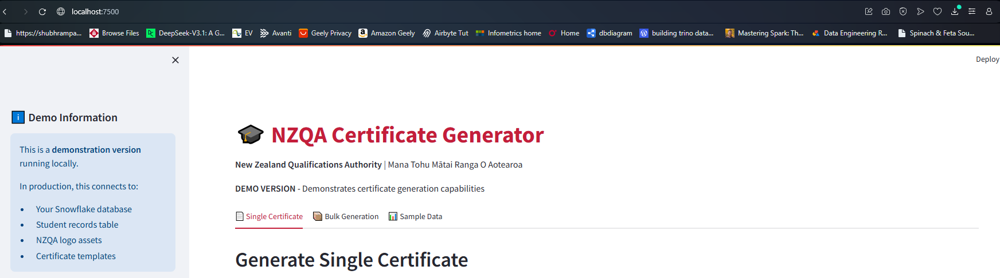 localhost:7500
https://shubhrampa... Browse Files DeepSeek-V3.1: A G... EV Avanti Geely Privacy Amazon Geely Airbyte Tut Infometrics home Home dbdiagram building trino data... Mastering Spark: Th... Data Engineering R... Spinach & Feta Sou...
Deploy
Demo Information
This is a demonstration version
running locally.
In production, this connects to:
• Your Snowflake database
• Student records table
• NZQA logo assets
• Certificate templates
NZQA Certificate Generator
New Zealand Qualifications Authority | Mana Tohu Mātai Ranga O Aotearoa
DEMO VERSION - Demonstrates certificate generation capabilities
Single Certificate Bulk Generation Sample Data
Generate Single Certificate